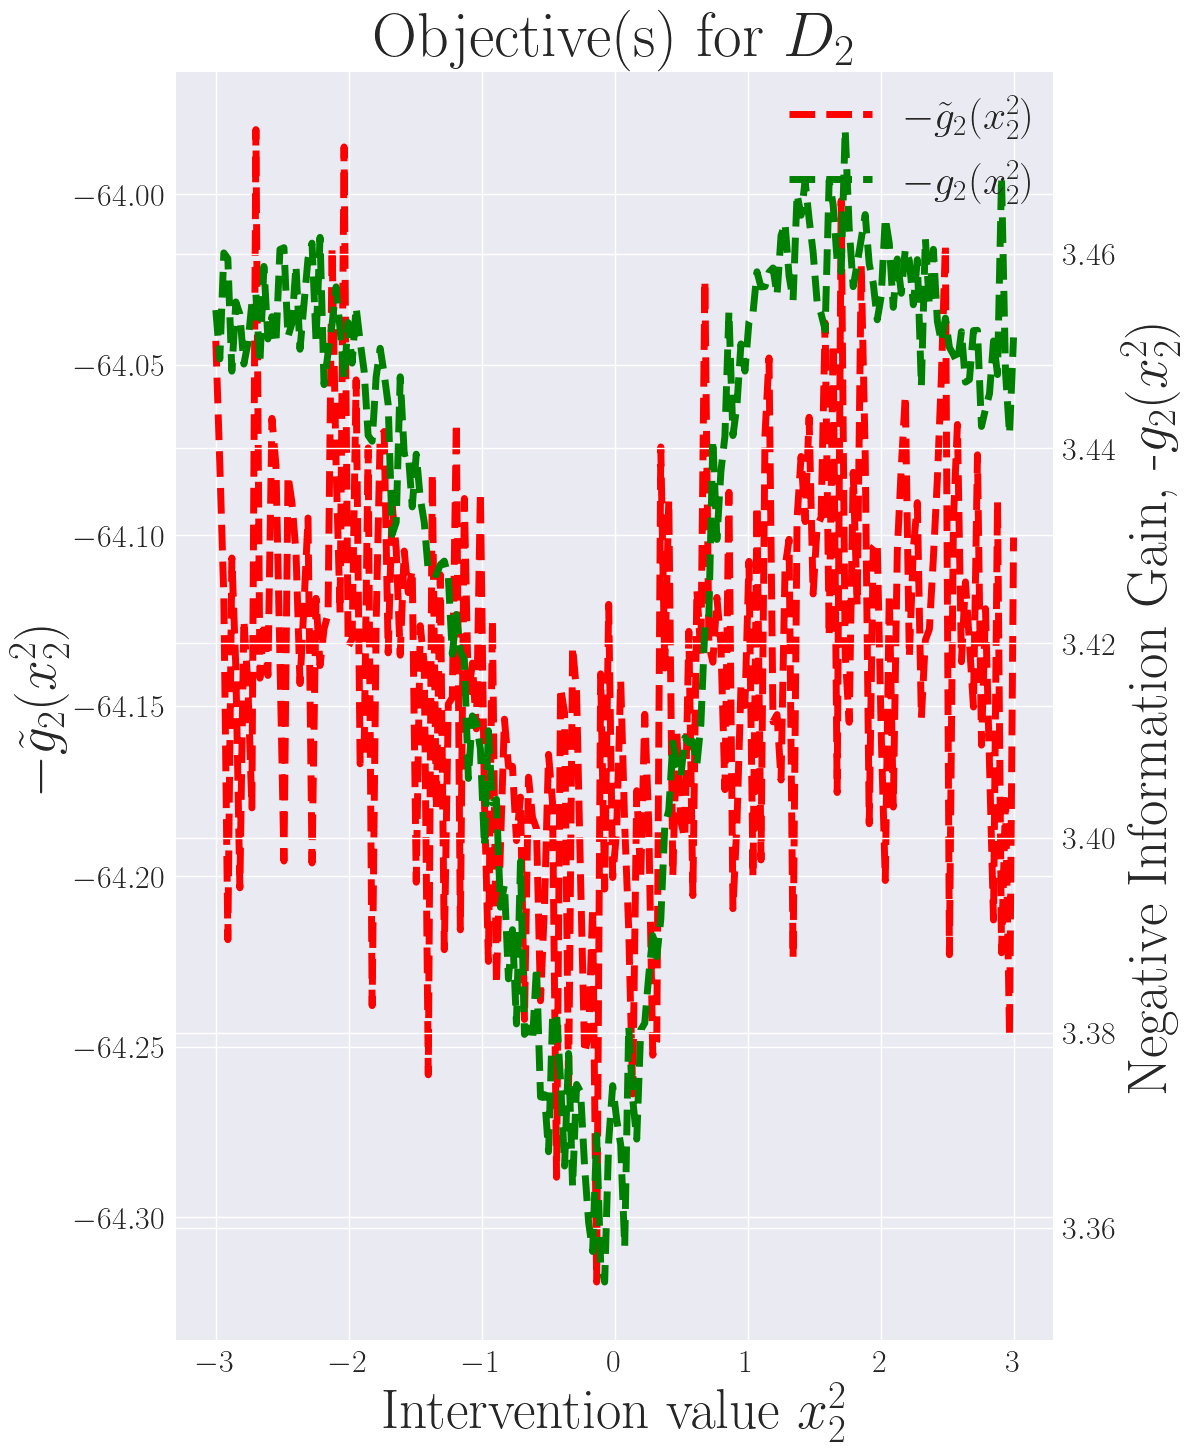 Objective(s) for D₂
−g̃₂(x₂²)
−g₂(x₂²)
−64.00
−64.05
−64.10
−64.15
−64.20
−64.25
−64.30
−g̃₂(x₂²)
3.46
3.44
3.42
3.40
3.38
3.36
Negative Information Gain, -g₂(x₂²)
−3 −2 −1 0 1 2 3
Intervention value x₂²